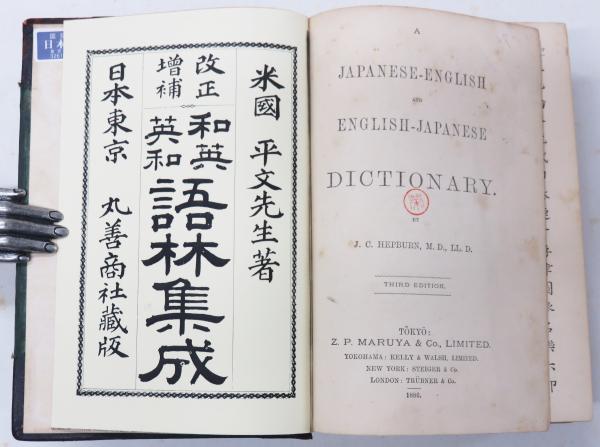 米國 平文先生著
改正
增補
和英
英和
語林集成
日本東京 丸善商社藏版
A
JAPANESE-ENGLISH
AND
ENGLISH-JAPANESE
DICTIONARY.
BY
J. C. HEPBURN, M. D., LL. D.
THIRD EDITION.
TŌKYŌ:
Z. P. MARUYA & Co., LIMITED.
YOKOHAMA: KELLY & WALSH, LIMITED.
NEW YORK: STEIGER & Co.
LONDON: TRÜBNER & Co.
1886.